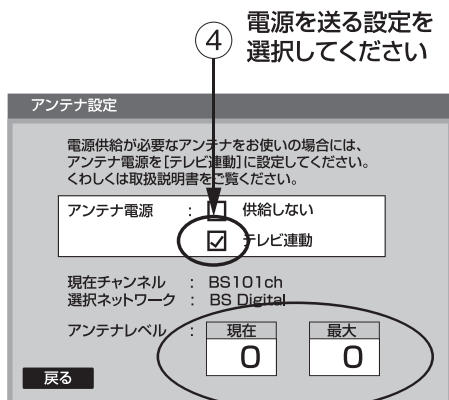 ④ 電源を送る設定を
選択してください
アンテナ設定
電源供給が必要なアンテナをお使いの場合には、
アンテナ電源を[テレビ連動]に設定してください。
くわしくは取扱説明書をご覧ください。
アンテナ電源 : 供給しない
テレビ連動
現在チャンネル : BS101ch
選択ネットワーク : BS Digital
アンテナレベル : 現在 最大
0 0
戻る